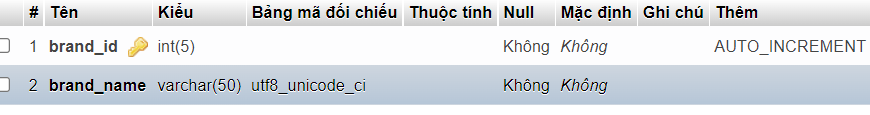 # Tên Kiểu Bảng mã đối chiếu Thuộc tính Null Mặc định Ghi chú Thêm
1 brand_id int(5) Không Không AUTO_INCREMENT
2 brand_name varchar(50) utf8_unicode_ci Không Không